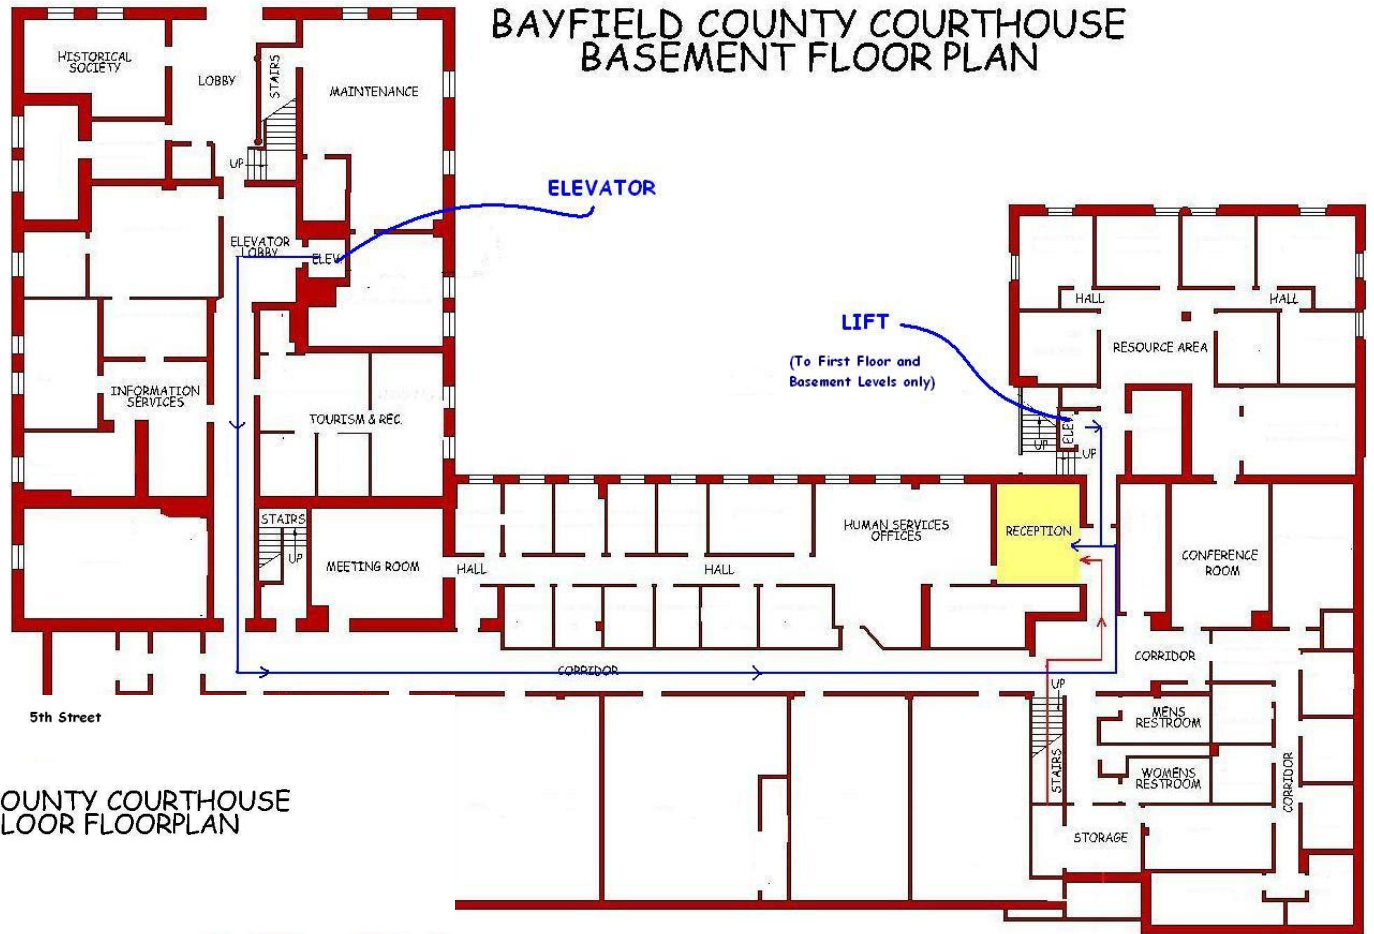 BAYFIELD COUNTY COURTHOUSE
BASEMENT FLOOR PLAN
HISTORICAL
SOCIETY
LOBBY
STAIRS
MAINTENANCE
UP
ELEVATOR
ELEVATOR
LOBBY
ELEV
LIFT
(To First Floor and
Basement Levels only)
HALL
HALL
RESOURCE AREA
INFORMATION
SERVICES
TOURISM & REC.
ELE
UP
UP
STAIRS
UP
MEETING ROOM
HALL
HALL
HUMAN SERVICES
OFFICES
RECEPTION
CONFERENCE
ROOM
CORRIDOR
CORRIDOR
UP
STAIRS
MENS
RESTROOM
WOMENS
RESTROOM
CORRIDOR
STORAGE
5th Street
OUNTY COURTHOUSE
LOOR FLOORPLAN